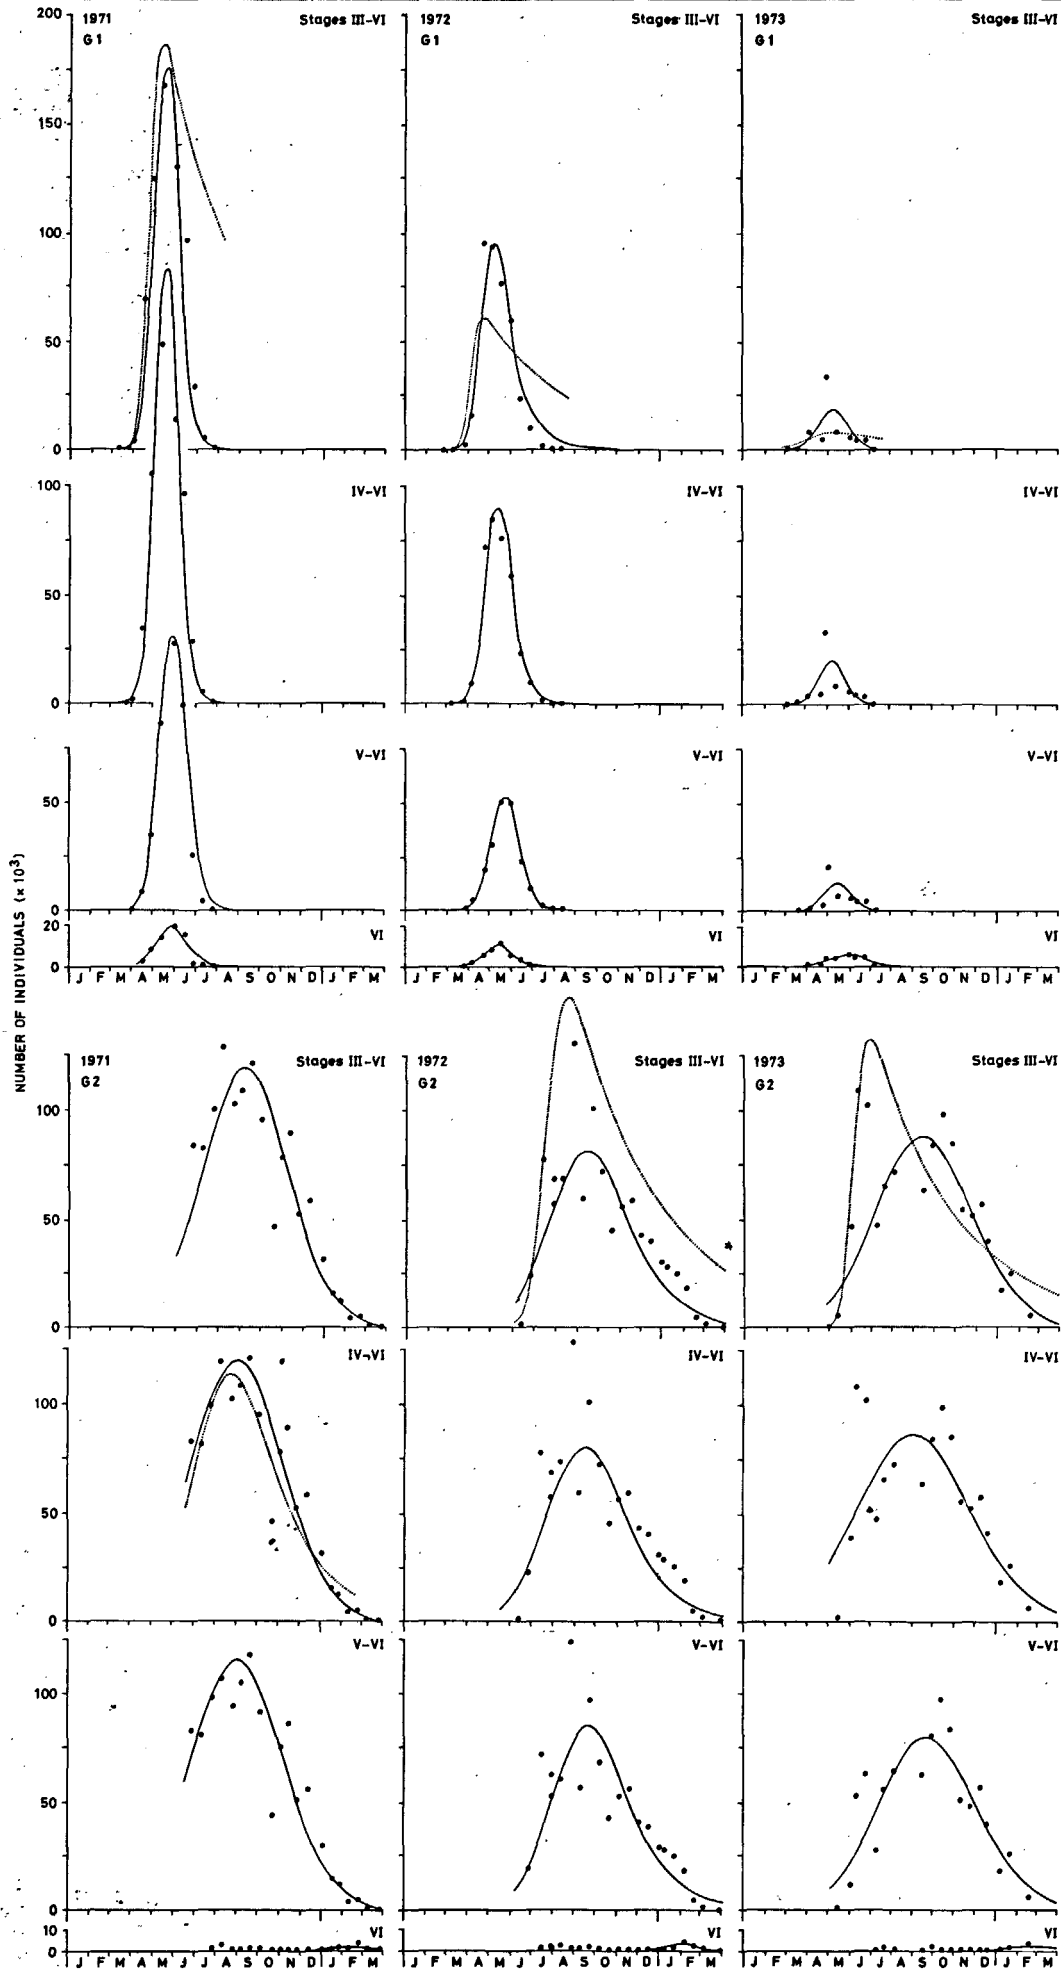 NUMBER OF INDIVIDUALS (× 10³)
200
150
100
50
0
1971
G1
Stages III-VI
1972
G1
Stages III-VI
1973
G1
Stages III-VI
100
50
0
IV-VI
IV-VI
IV-VI
50
0
V-VI
V-VI
V-VI
20
0
VI
VI
VI
J F M A M J J A S O N D J F M
J F M A M J J A S O N D J F M
J F M A M J J A S O N D J F M
100
50
0
1971
G2
Stages III-VI
1972
G2
Stages III-VI
*
1973
G2
Stages III-VI
100
50
0
IV-VI
IV-VI
IV-VI
100
50
0
V-VI
V-VI
V-VI
10
0
VI
VI
VI
J F M A M J J A S O N D J F M
J F M A M J J A S O N D J F M
J F M A M J J A S O N D J F M